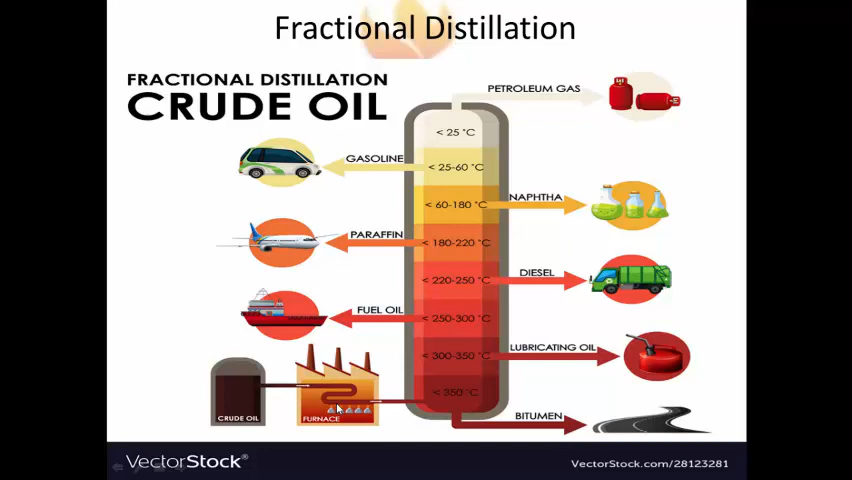 Fractional Distillation
FRACTIONAL DISTILLATION
CRUDE OIL
PETROLEUM GAS
< 25 °C
GASOLINE
< 25-60 °C
NAPHTHA
< 60-180 °C
PARAFFIN
< 180-220 °C
DIESEL
< 220-250 °C
FUEL OIL
< 250-300 °C
LUBRICATING OIL
< 300-350 °C
< 350 °C
CRUDE OIL
FURNACE
BITUMEN
VectorStock®
VectorStock.com/28123281